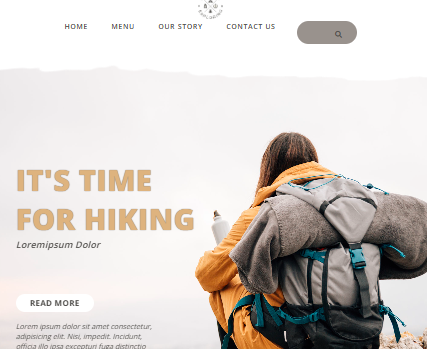 HOME MENU OUR STORY CONTACT US
IT'S TIME
FOR HIKING
Loremipsum Dolor
READ MORE
Lorem ipsum dolor sit amet consectetur,
adipisicing elit. Nisi, impedit. Incidunt,
officia illo ipsa excepturi fuga distinctio